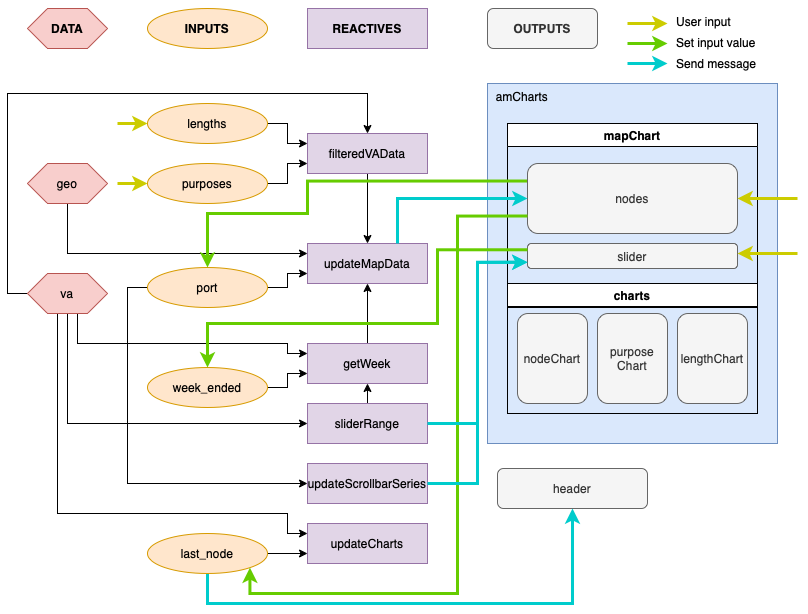 DATA
INPUTS
REACTIVES
OUTPUTS
User input
Set input value
Send message
amCharts
lengths
mapChart
filteredVAData
geo
purposes
nodes
slider
updateMapData
port
va
charts
getWeek
nodeChart
purpose
Chart
lengthChart
week_ended
sliderRange
updateScrollbarSeries
header
updateCharts
last_node